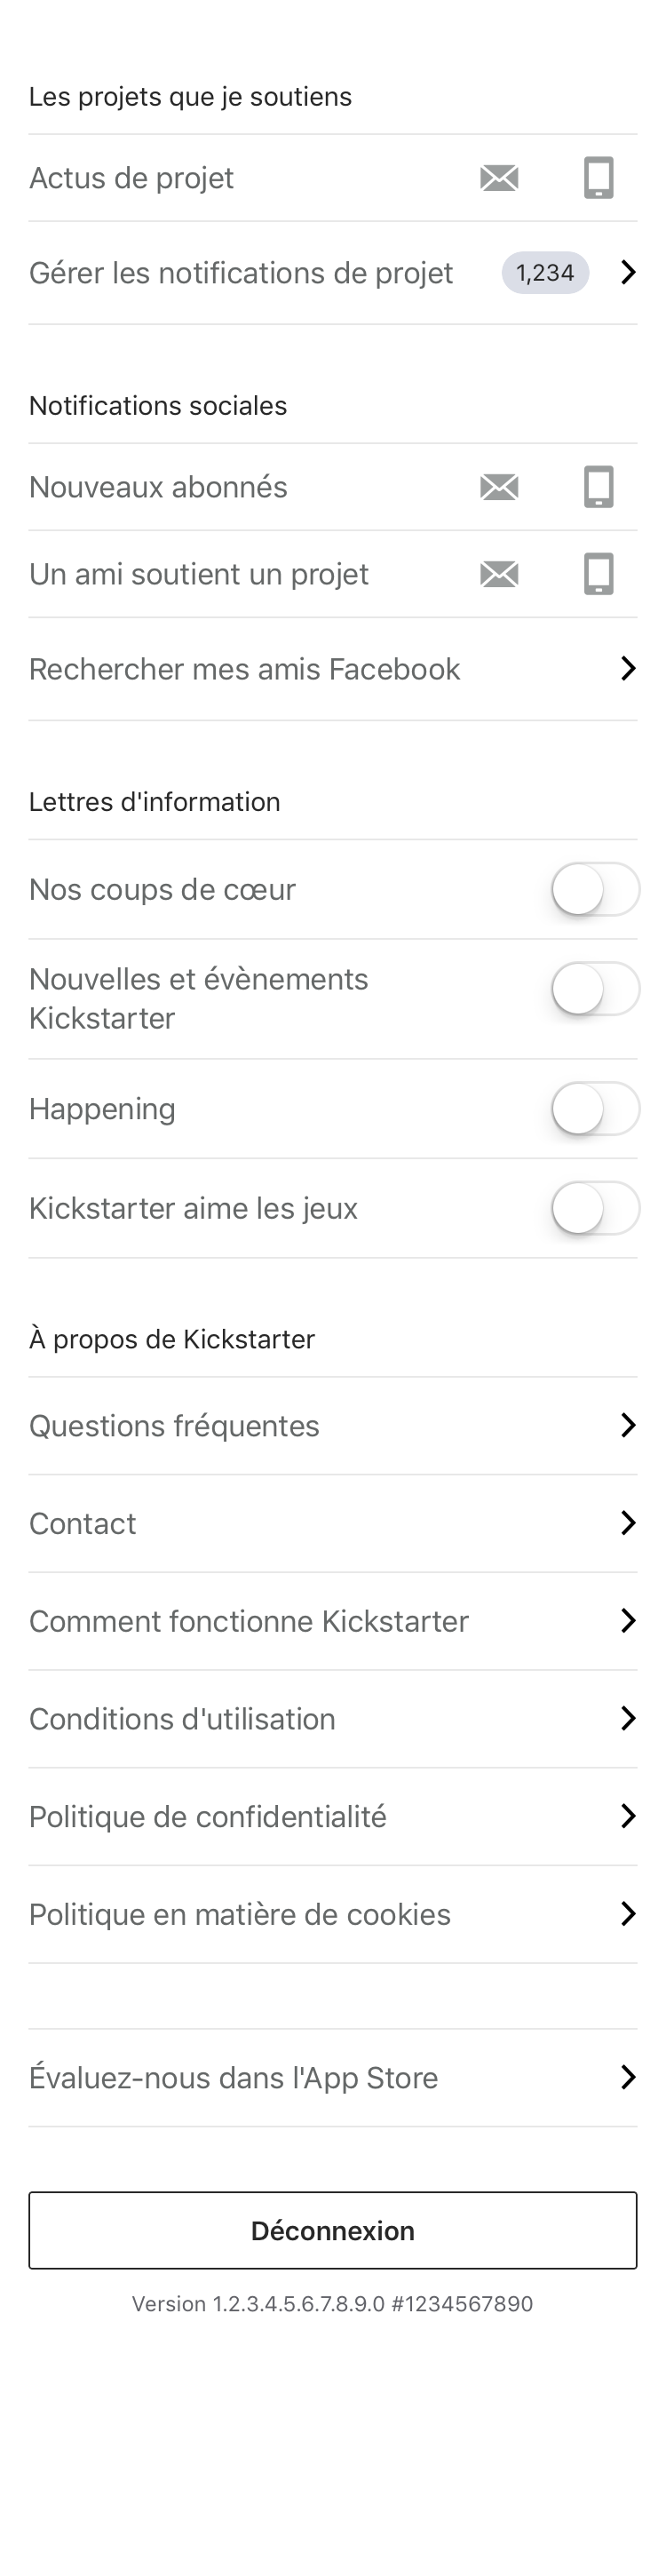 Les projets que je soutiens
Actus de projet
Gérer les notifications de projet 1,234
Notifications sociales
Nouveaux abonnés
Un ami soutient un projet
Rechercher mes amis Facebook
Lettres d'information
Nos coups de cœur
Nouvelles et évènements
Kickstarter
Happening
Kickstarter aime les jeux
À propos de Kickstarter
Questions fréquentes
Contact
Comment fonctionne Kickstarter
Conditions d'utilisation
Politique de confidentialité
Politique en matière de cookies
Évaluez-nous dans l'App Store
Déconnexion
Version 1.2.3.4.5.6.7.8.9.0 #1234567890